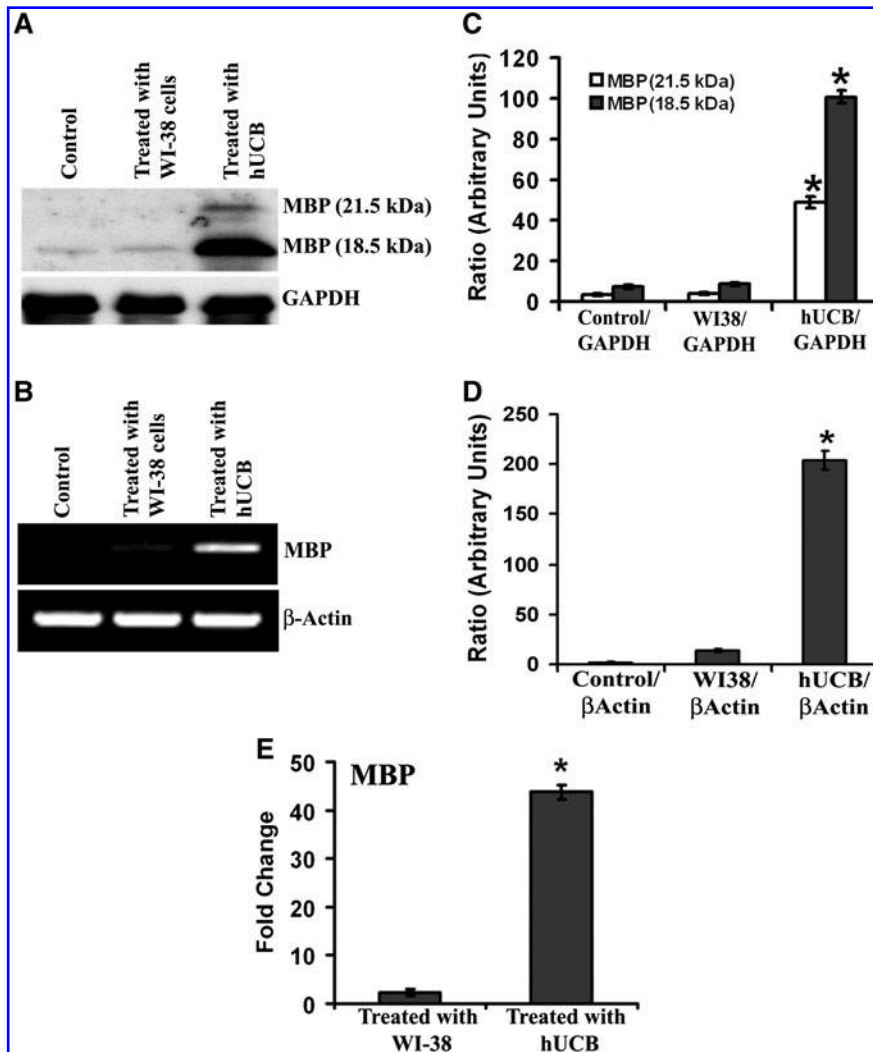 A
Control
Treated with
WI-38 cells
Treated with
hUCB
MBP (21.5 kDa)
MBP (18.5 kDa)
GAPDH
B
Control
Treated with
WI-38 cells
Treated with
hUCB
MBP
β-Actin
C
Ratio (Arbitrary Units)
120
100
80
60
40
20
0
MBP(21.5 kDa)
MBP(18.5 kDa)
*
*
Control/
GAPDH
WI38/
GAPDH
hUCB/
GAPDH
D
Ratio (Arbitrary Units)
250
200
150
100
50
0
*
Control/
βActin
WI38/
βActin
hUCB/
βActin
E
MBP
Fold Change
50
40
30
20
10
0
*
Treated with
WI-38
Treated with
hUCB